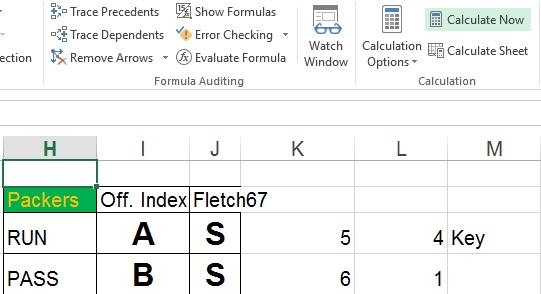 Trace Precedents Show Formulas
Trace Dependents Error Checking
ection Remove Arrows Evaluate Formula
Watch
Window
Calculation
Options
Calculate Now
Calculate Sheet
Formula Auditing Calculation
H I J K L M
Packers Off. Index Fletch67
RUN A S 5 4 Key
PASS B S 6 1